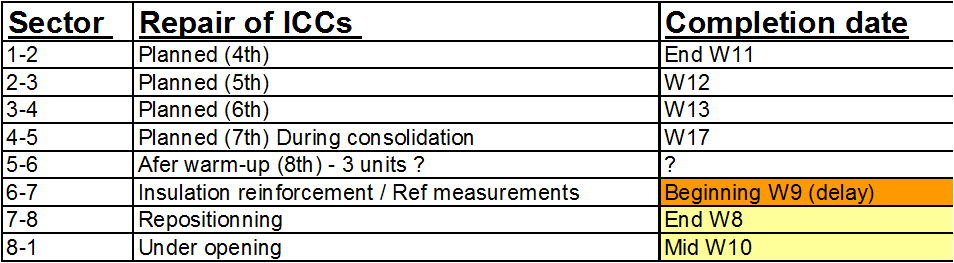 Sector Repair of ICCs Completion date
1-2 Planned (4th) End W11
2-3 Planned (5th) W12
3-4 Planned (6th) W13
4-5 Planned (7th) During consolidation W17
5-6 Afer warm-up (8th) - 3 units ? ?
6-7 Insulation reinforcement / Ref measurements Beginning W9 (delay)
7-8 Repositionning End W8
8-1 Under opening Mid W10